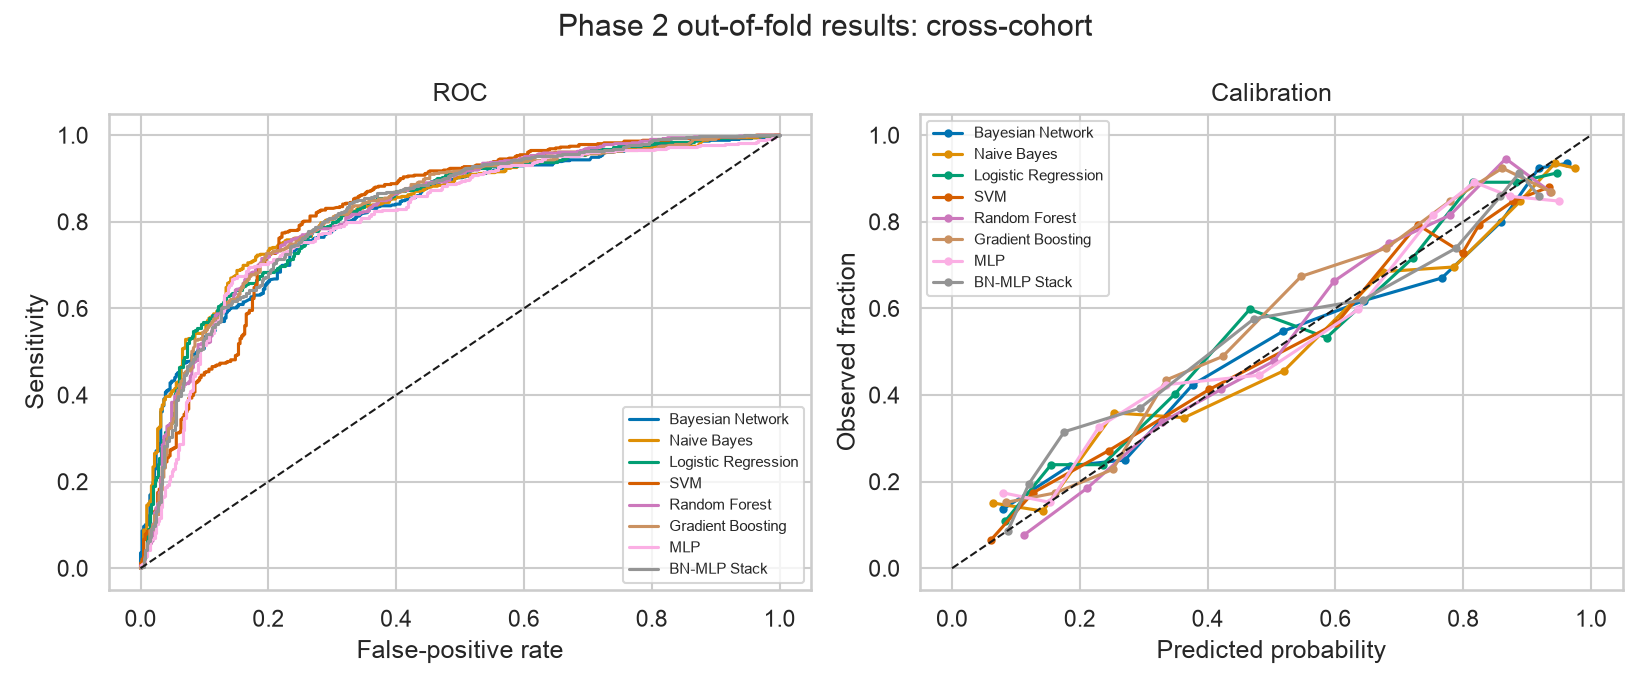 Phase 2 out-of-fold results: cross-cohort
ROC
1.0
0.8
0.6
0.4
0.2
0.0
Sensitivity
Bayesian Network
Naive Bayes
Logistic Regression
SVM
Random Forest
Gradient Boosting
MLP
BN-MLP Stack
0.0 0.2 0.4 0.6 0.8 1.0
False-positive rate
Calibration
Bayesian Network
Naive Bayes
Logistic Regression
SVM
Random Forest
Gradient Boosting
MLP
BN-MLP Stack
1.0
0.8
0.6
0.4
0.2
0.0
Observed fraction
0.0 0.2 0.4 0.6 0.8 1.0
Predicted probability